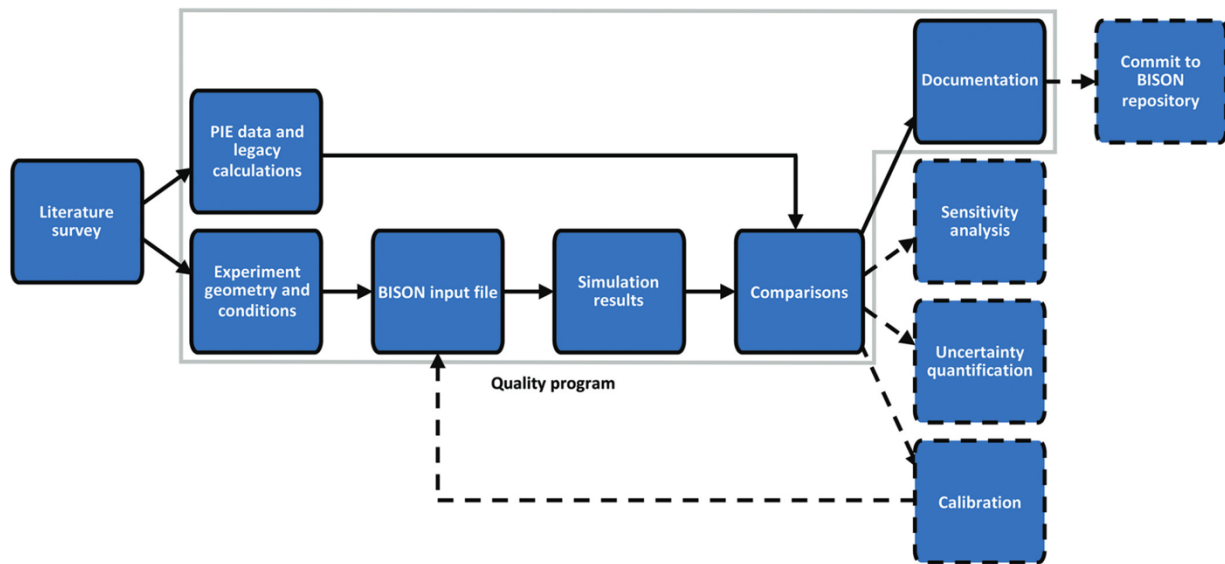 Documentation
Commit to
BISON
repository
PIE data and
legacy
calculations
Literature
survey
Sensitivity
analysis
Experiment
geometry and
conditions
BISON input file
Simulation
results
Comparisons
Uncertainty
quantification
Quality program
Calibration